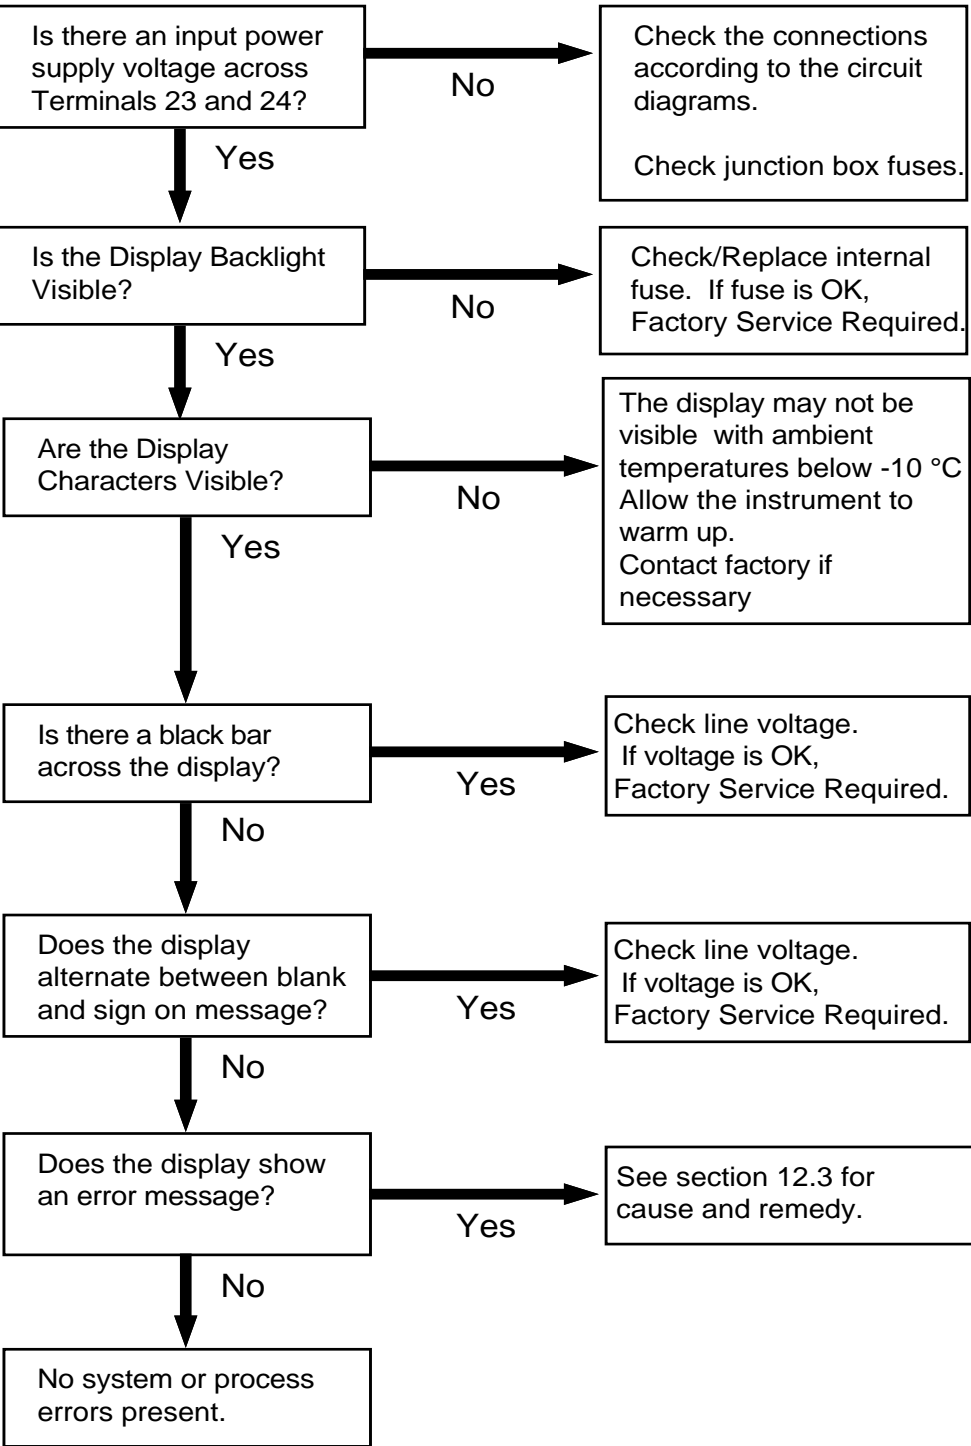 Is there an input power
supply voltage across
Terminals 23 and 24?
No
Check the connections
according to the circuit
diagrams.
Check junction box fuses.
Yes
Is the Display Backlight
Visible?
No
Check/Replace internal
fuse. If fuse is OK,
Factory Service Required.
Yes
Are the Display
Characters Visible?
No
The display may not be
visible with ambient
temperatures below -10 °C
Allow the instrument to
warm up.
Contact factory if
necessary
Yes
Is there a black bar
across the display?
Yes
Check line voltage.
If voltage is OK,
Factory Service Required.
No
Does the display
alternate between blank
and sign on message?
Yes
Check line voltage.
If voltage is OK,
Factory Service Required.
No
Does the display show
an error message?
Yes
See section 12.3 for
cause and remedy.
No
No system or process
errors present.